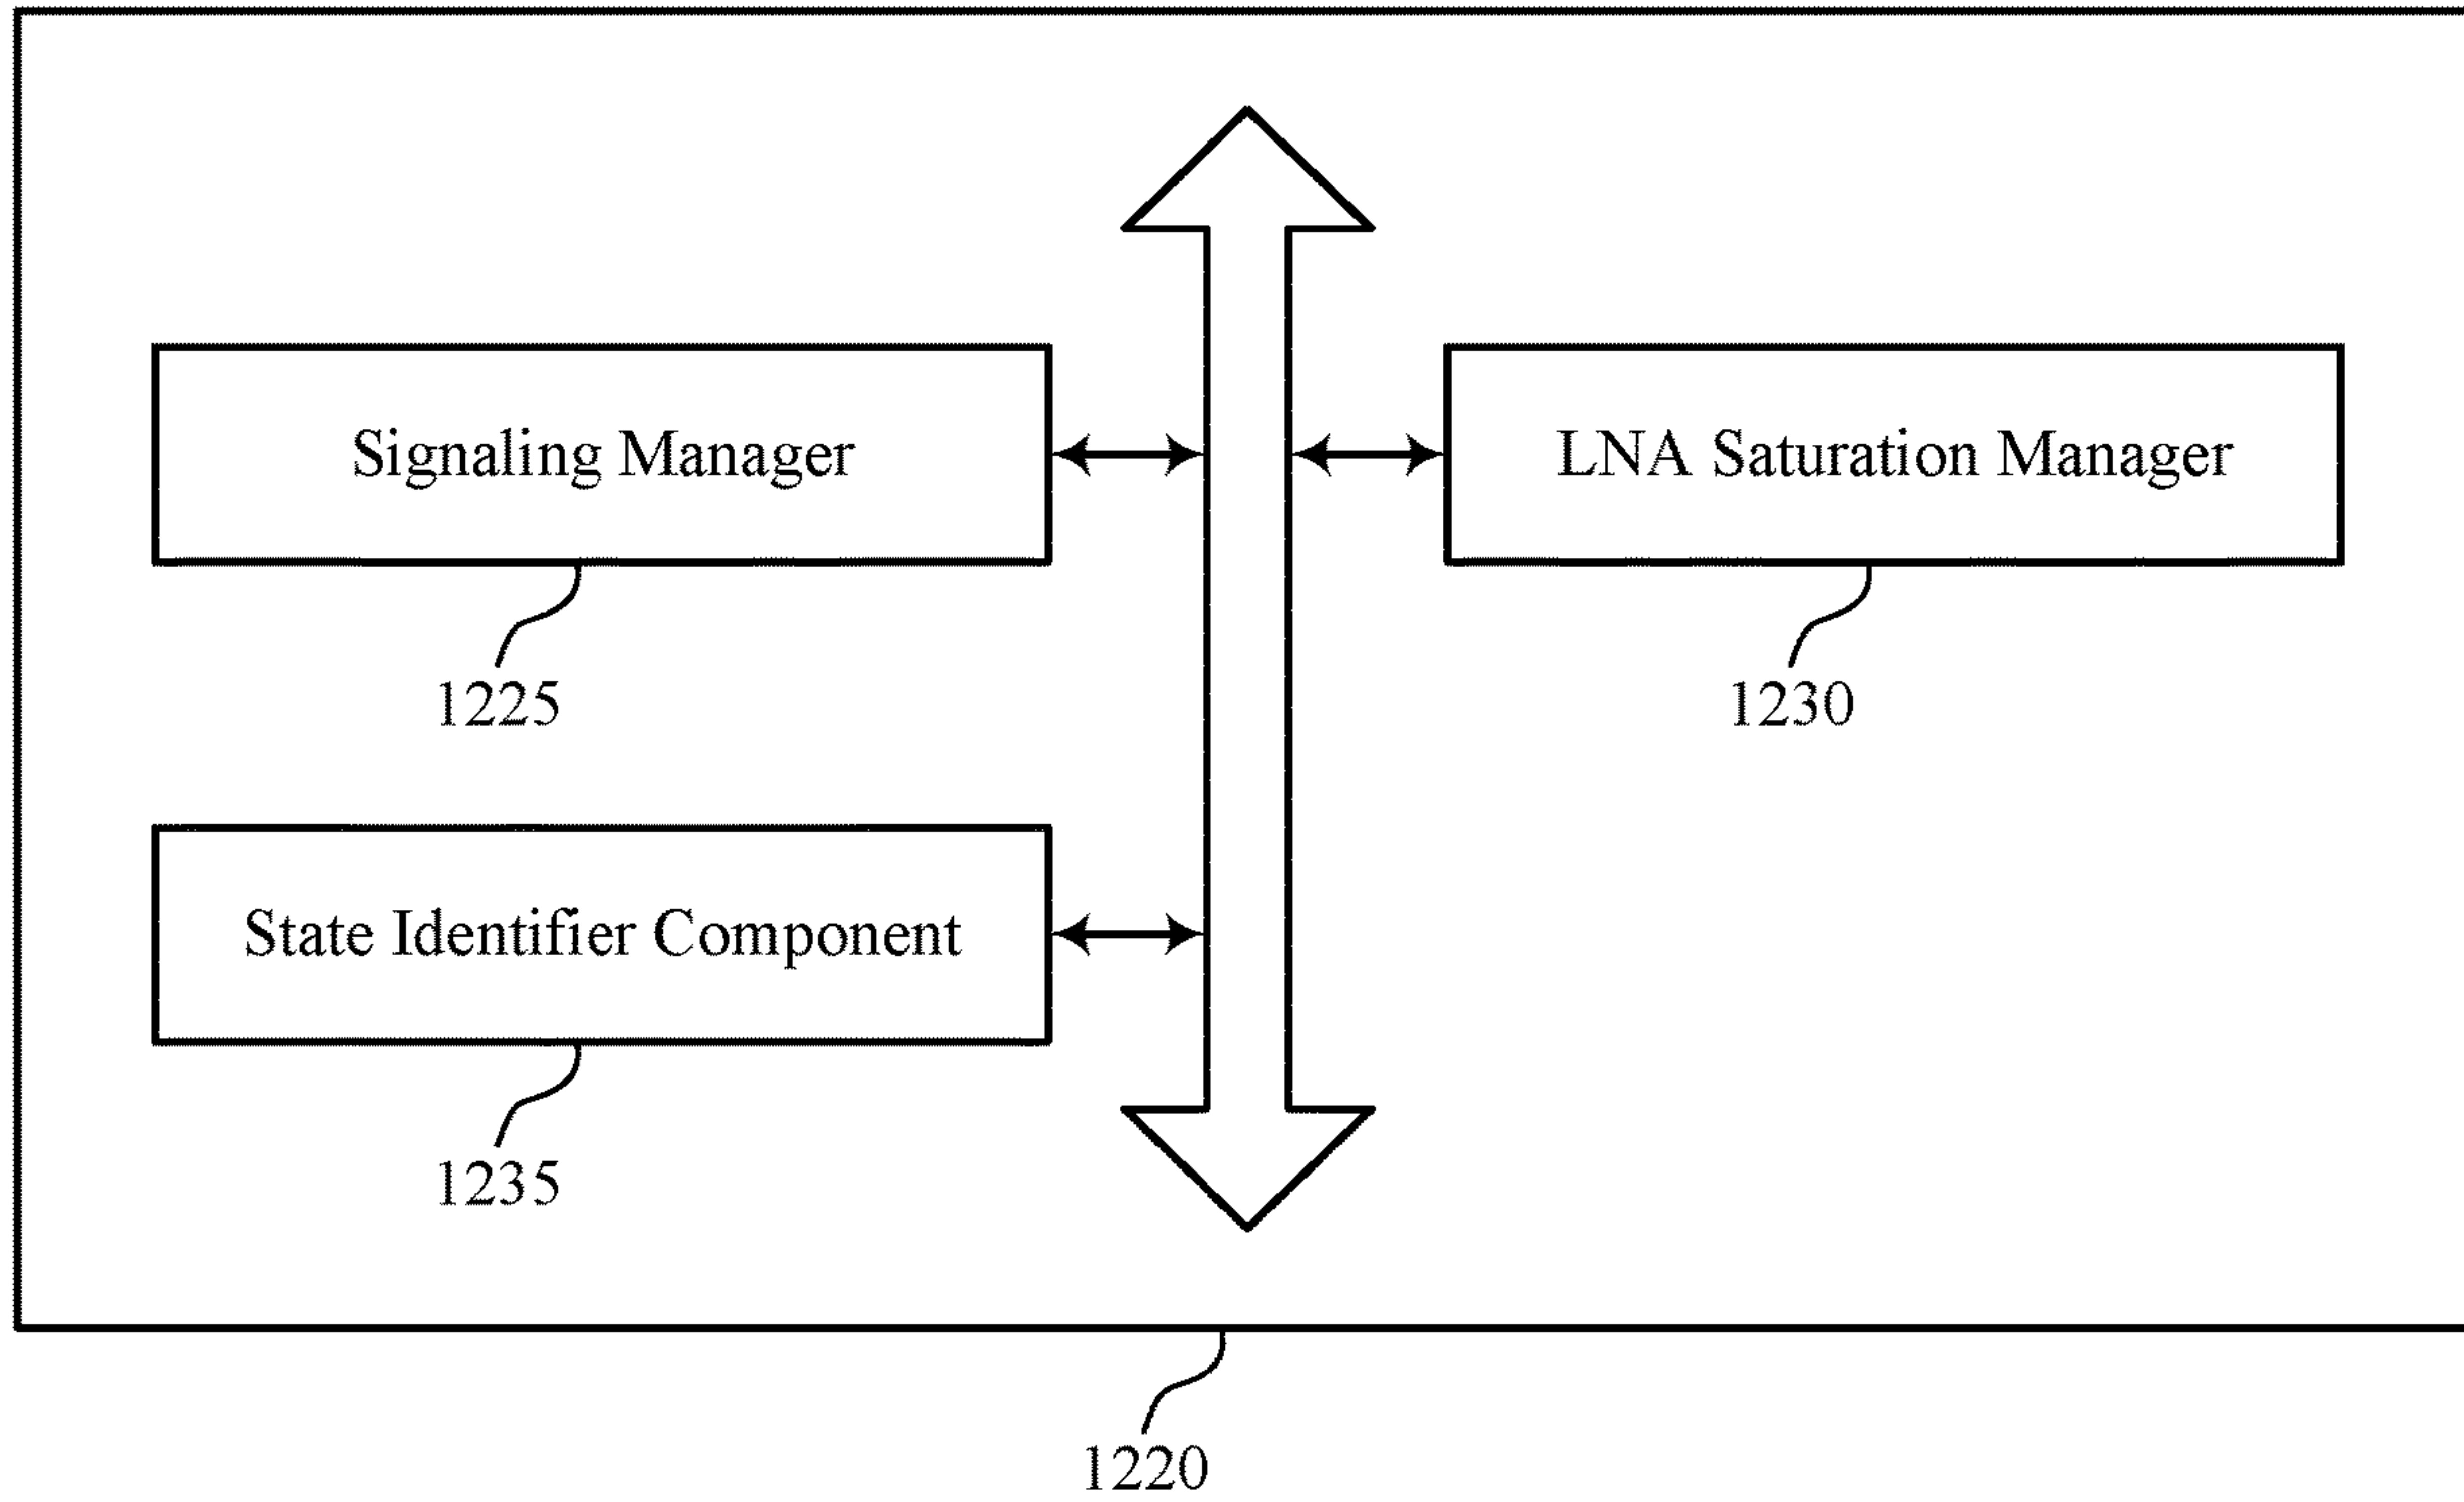 Signaling Manager
LNA Saturation Manager
1225
1230
State Identifier Component
1235
1220